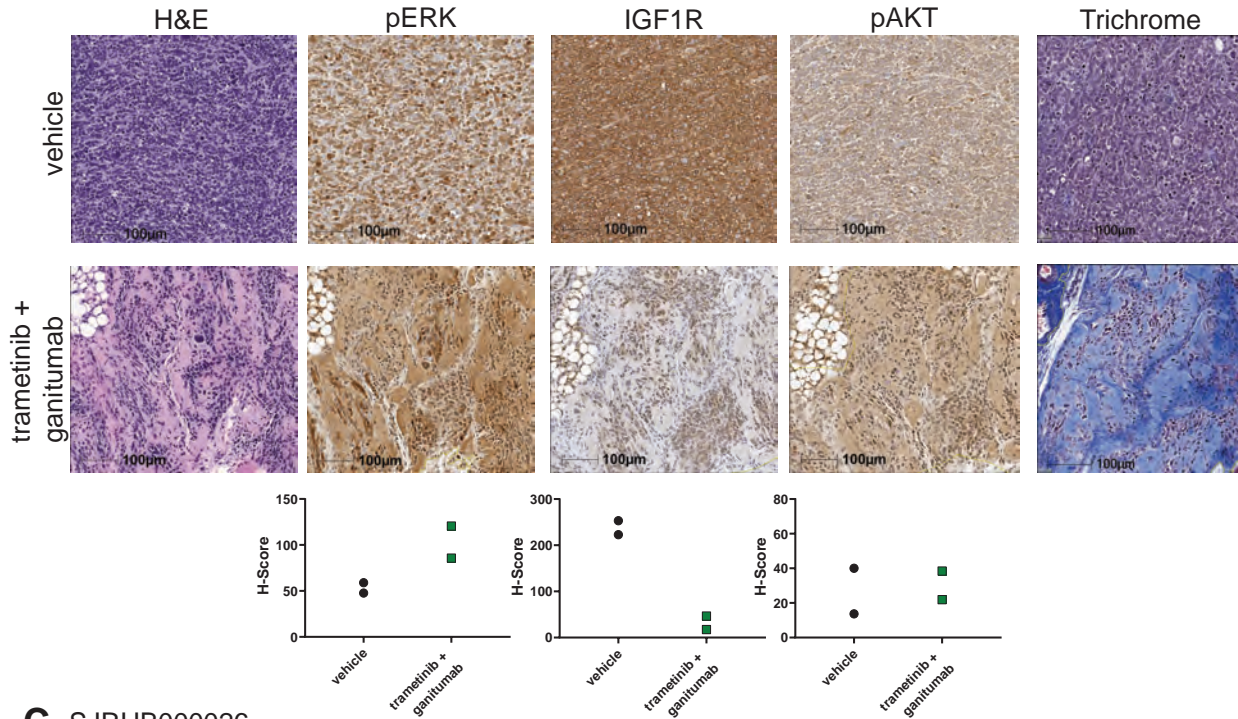 H&E pERK IGF1R pAKT Trichrome
vehicle
100µm 100µm 100µm 100µm 100µm
trametinib +
ganitumab
100µm 100µm 100µm 100µm 100µm
150 300 80
100 200 60
50 100 40
0 0 20
0
H-Score H-Score H-Score
vehicle trametinib + vehicle trametinib + vehicle trametinib +
ganitumab ganitumab ganitumab